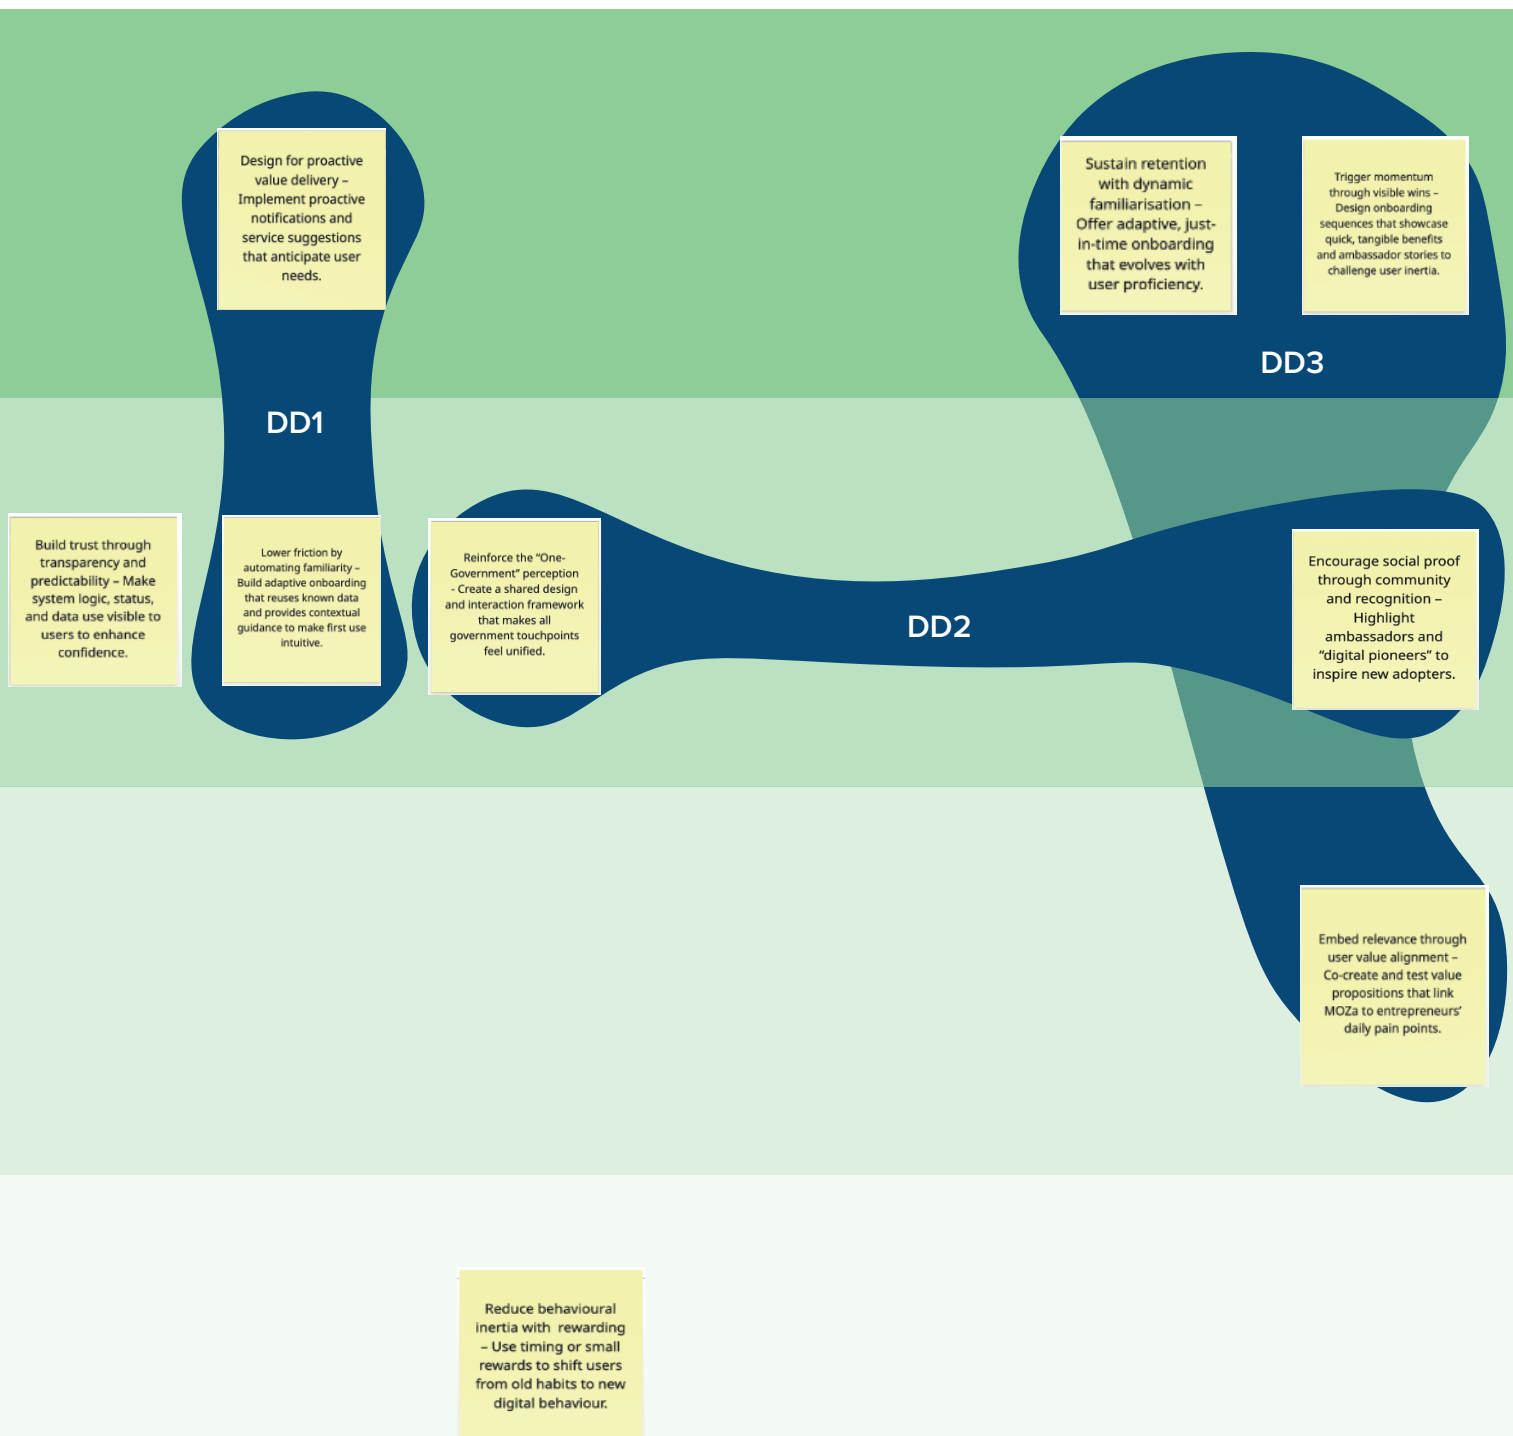 Design for proactive
value delivery –
Implement proactive
notifications and
service suggestions
that anticipate user
needs.
Sustain retention
with dynamic
familiarisation –
Offer adaptive, just-
in-time onboarding
that evolves with
user proficiency.
Trigger momentum
through visible wins –
Design onboarding
sequences that showcase
quick, tangible benefits
and ambassador stories to
challenge user inertia.
DD3
DD1
Build trust through
transparency and
predictability – Make
system logic, status,
and data use visible to
users to enhance
confidence.
Lower friction by
automating familiarity –
Build adaptive onboarding
that reuses known data
and provides contextual
guidance to make first use
intuitive.
Reinforce the “One-
Government” perception
- Create a shared design
and interaction framework
that makes all
government touchpoints
feel unified.
DD2
Encourage social proof
through community
and recognition –
Highlight
ambassadors and
“digital pioneers” to
inspire new adopters.
Embed relevance through
user value alignment –
Co-create and test value
propositions that link
MOZa to entrepreneurs’
daily pain points.
Reduce behavioural
inertia with  rewarding
– Use timing or small
rewards to shift users
from old habits to new
digital behaviour.